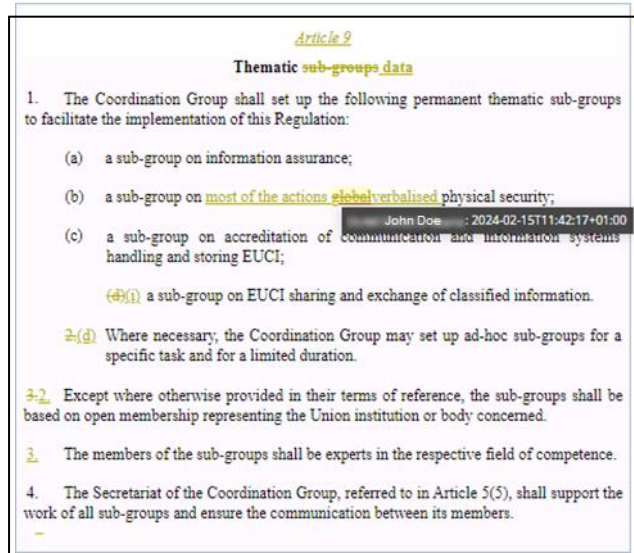 Article 9
Thematic sub-groups data
1. The Coordination Group shall set up the following permanent thematic sub-groups
to facilitate the implementation of this Regulation:
(a) a sub-group on information assurance;
(b) a sub-group on most of the actions globalverbalised physical security;
John Doe : 2024-02-15T11:42:17+01:00
(c) a sub-group on accreditation of communication and information systems
handling and storing EUCI;
(d)(i) a sub-group on EUCI sharing and exchange of classified information.
2.(d) Where necessary, the Coordination Group may set up ad-hoc sub-groups for a
specific task and for a limited duration.
3.2. Except where otherwise provided in their terms of reference, the sub-groups shall be
based on open membership representing the Union institution or body concerned.
3. The members of the sub-groups shall be experts in the respective field of competence.
4. The Secretariat of the Coordination Group, referred to in Article 5(5), shall support the
work of all sub-groups and ensure the communication between its members.